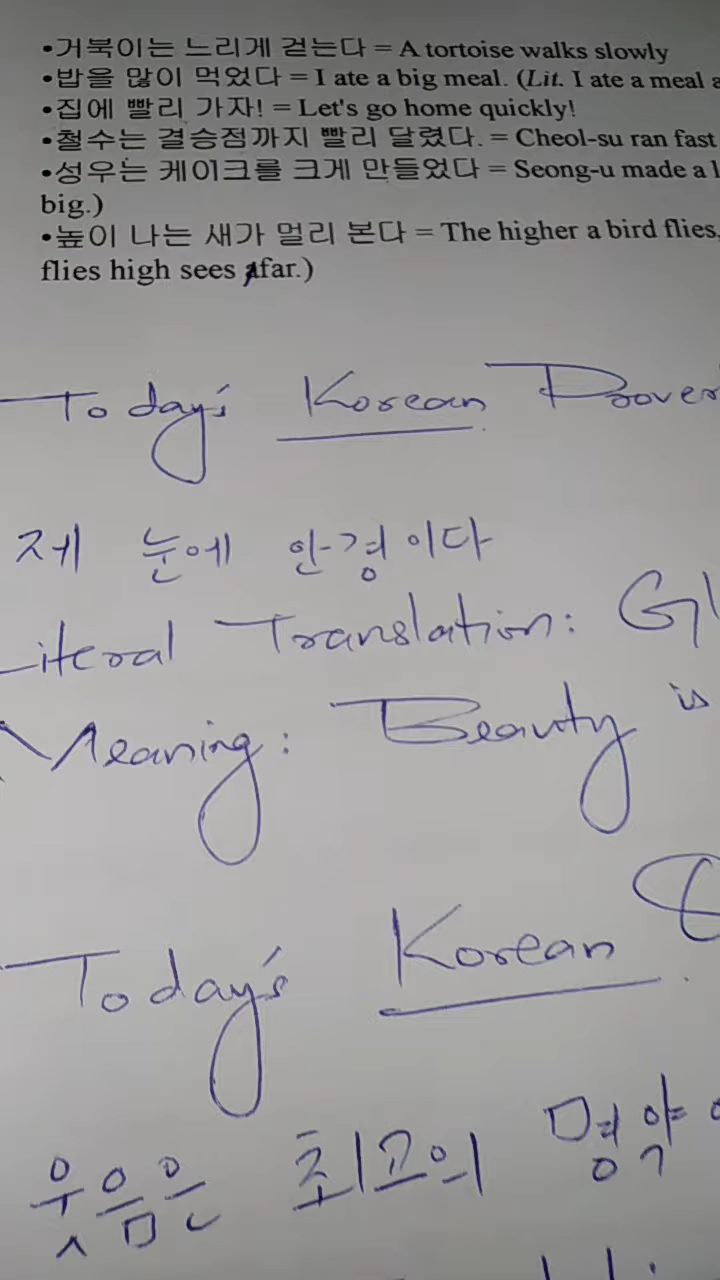 •거북이는 느리게 걷는다 = A tortoise walks slowly
•밥을 많이 먹었다 = I ate a big meal. (Lit. I ate a meal a
•집에 빨리 가자! = Let's go home quickly!
•철수는 결승점까지 빨리 달렸다. = Cheol-su ran fast
•성우는 케이크를 크게 만들었다 = Seong-u made a l
big.)
•높이 나는 새가 멀리 본다 = The higher a bird flies,
flies high sees afar.)
Today's Korean Prover
제 눈에 안경이다
Literal Translation: Gl
Meaning: Beauty is
Today's Korean
웃음은 최고의 명약